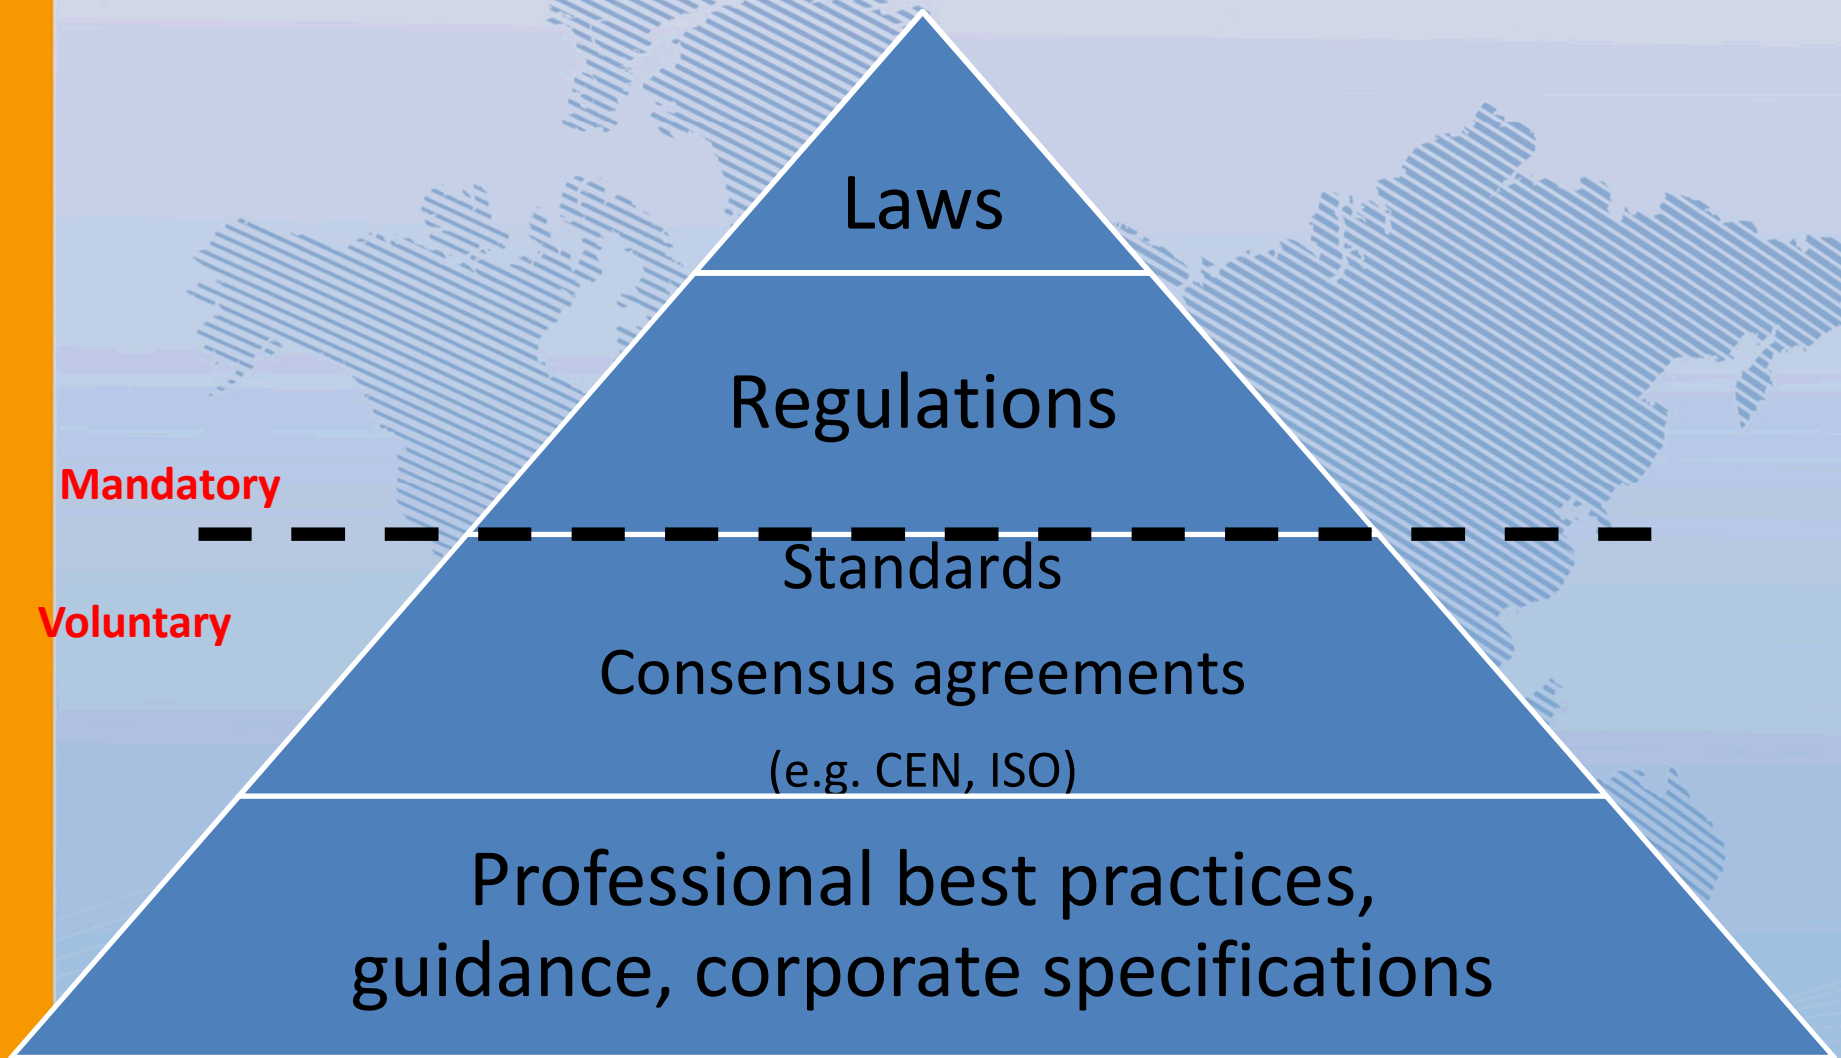 Laws
Regulations
Mandatory
Standards
Voluntary
Consensus agreements
(e.g. CEN, ISO)
Professional best practices,
guidance, corporate specifications